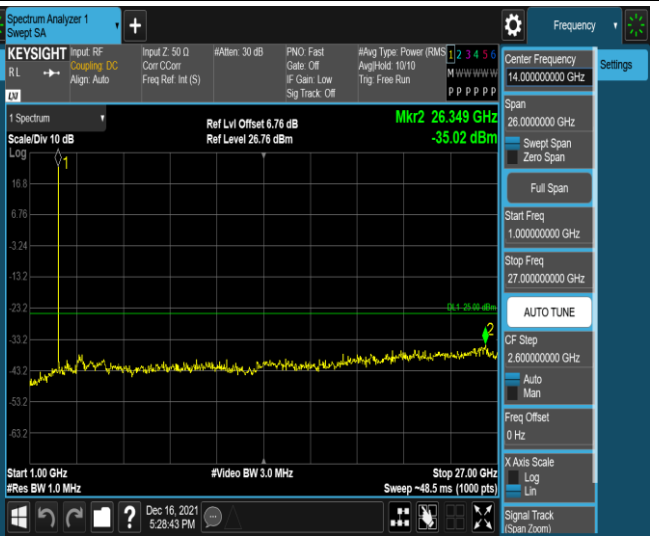 Spectrum Analyzer 1
Swept SA
Frequency
KEYSIGHT
RL
Input: RF
Coupling: DC
Align: Auto
Input Z: 50 Ω
Corr CCorr
Freq Ref: Int (S)
#Atten: 30 dB
PNO: Fast
Gate: Off
IF Gain: Low
Sig Track: Off
#Avg Type: Power (RMS
Avg|Hold: 10/10
Trig: Free Run
1 2 3 4 5 6
M W W W W W
P P P P P P
LXI
1 Spectrum
Scale/Div 10 dB
Log
Ref Lvl Offset 6.76 dB
Ref Level 26.76 dBm
Mkr2 26.349 GHz
-35.02 dBm
1
16.8
6.76
-3.24
-13.2
-23.2
DL1 -25.00 dBm
2
-33.2
-43.2
-53.2
-63.2
Start 1.00 GHz
#Video BW 3.0 MHz
Stop 27.00 GHz
#Res BW 1.0 MHz
Sweep ~48.5 ms (1000 pts)
Center Frequency
14.000000000 GHz
Settings
Span
26.0000000 GHz
Swept Span
Zero Span
Full Span
Start Freq
1.000000000 GHz
Stop Freq
27.000000000 GHz
AUTO TUNE
CF Step
2.600000000 GHz
Auto
Man
Freq Offset
0 Hz
X Axis Scale
Log
Lin
Signal Track
(Span Zoom)
?
Dec 16, 2021
5:28:43 PM